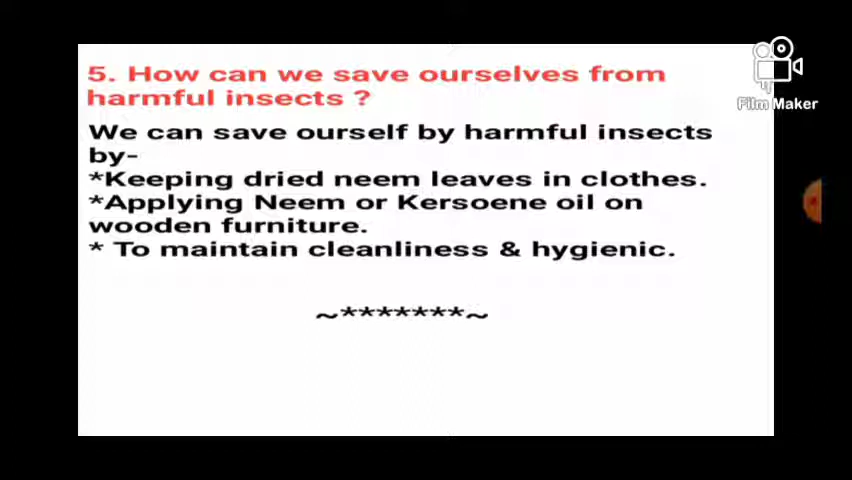 5. How can we save ourselves from
harmful insects ?
We can save ourself by harmful insects
by-
*Keeping dried neem leaves in clothes.
*Applying Neem or Kersoene oil on
wooden furniture.
* To maintain cleanliness & hygienic.
~*******~
Film Maker